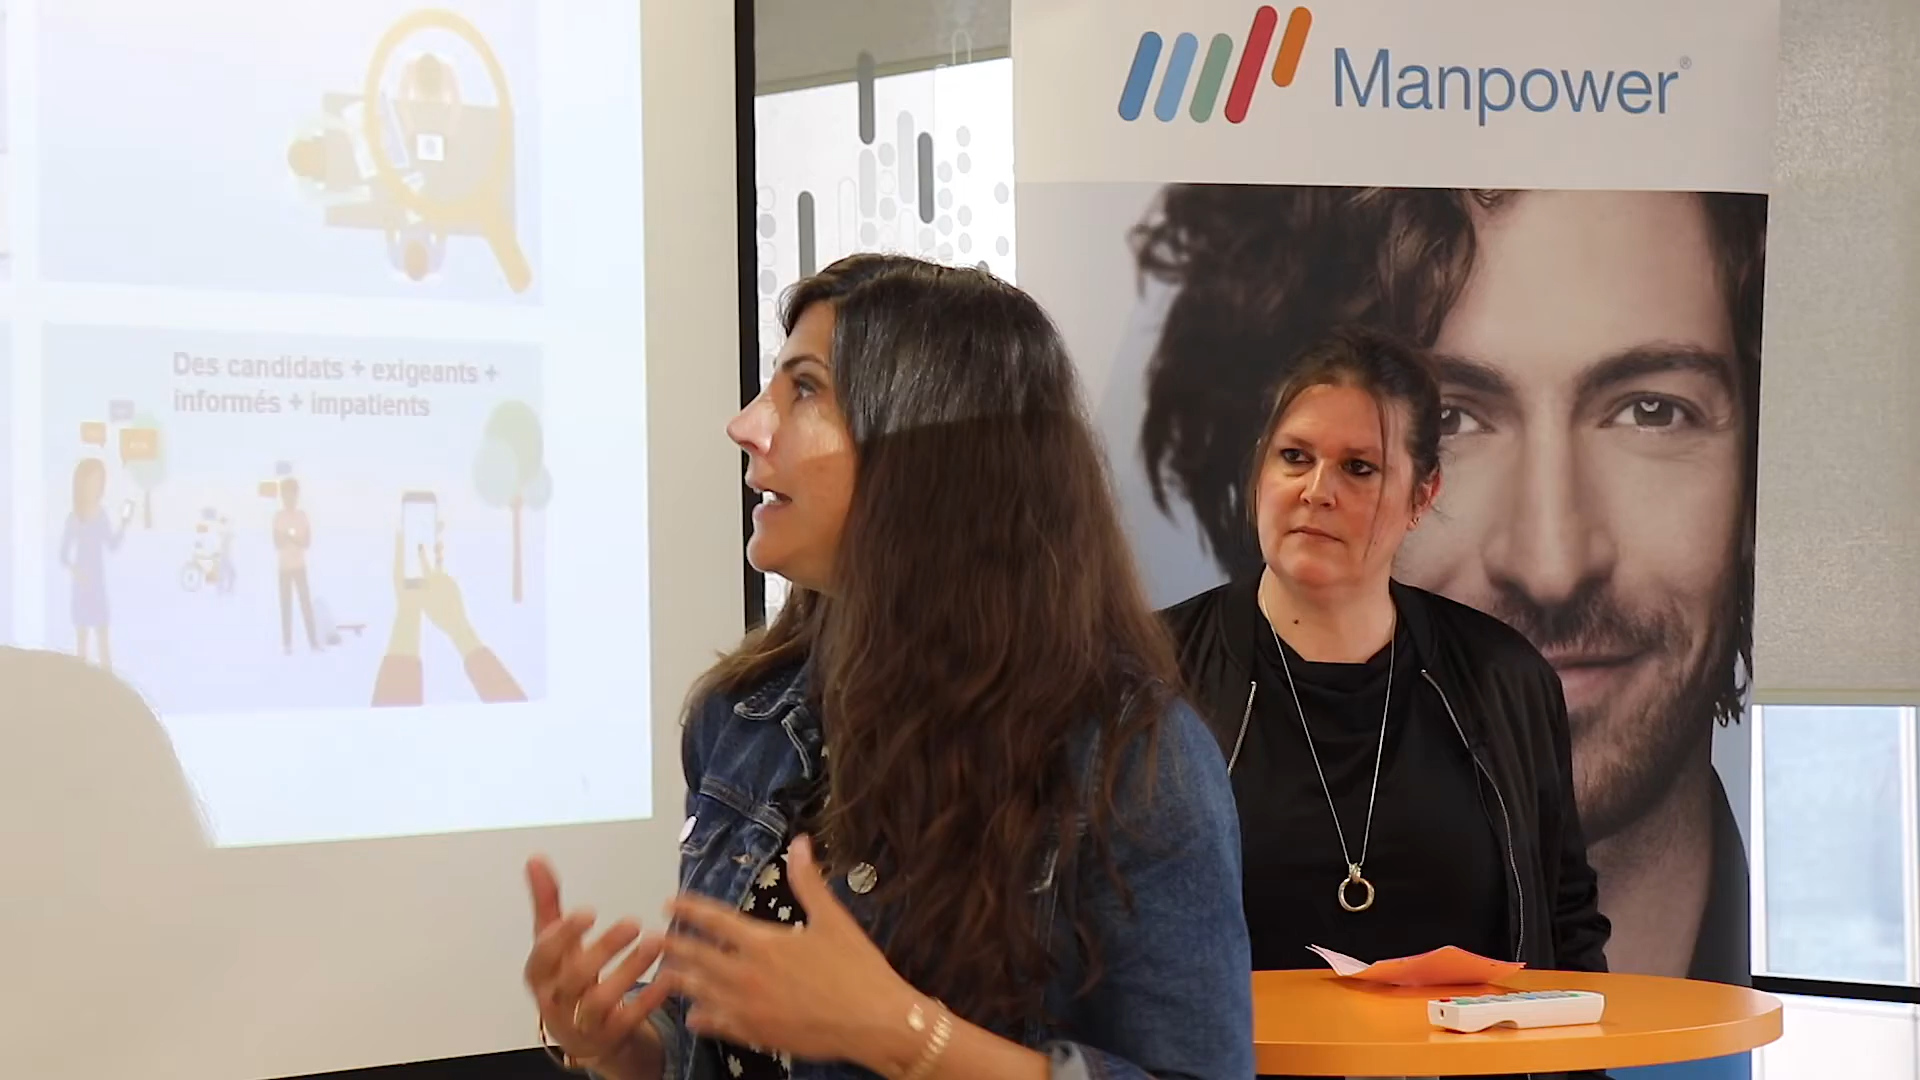 Manpower®
Des candidats + exigeants +
informés + impatients